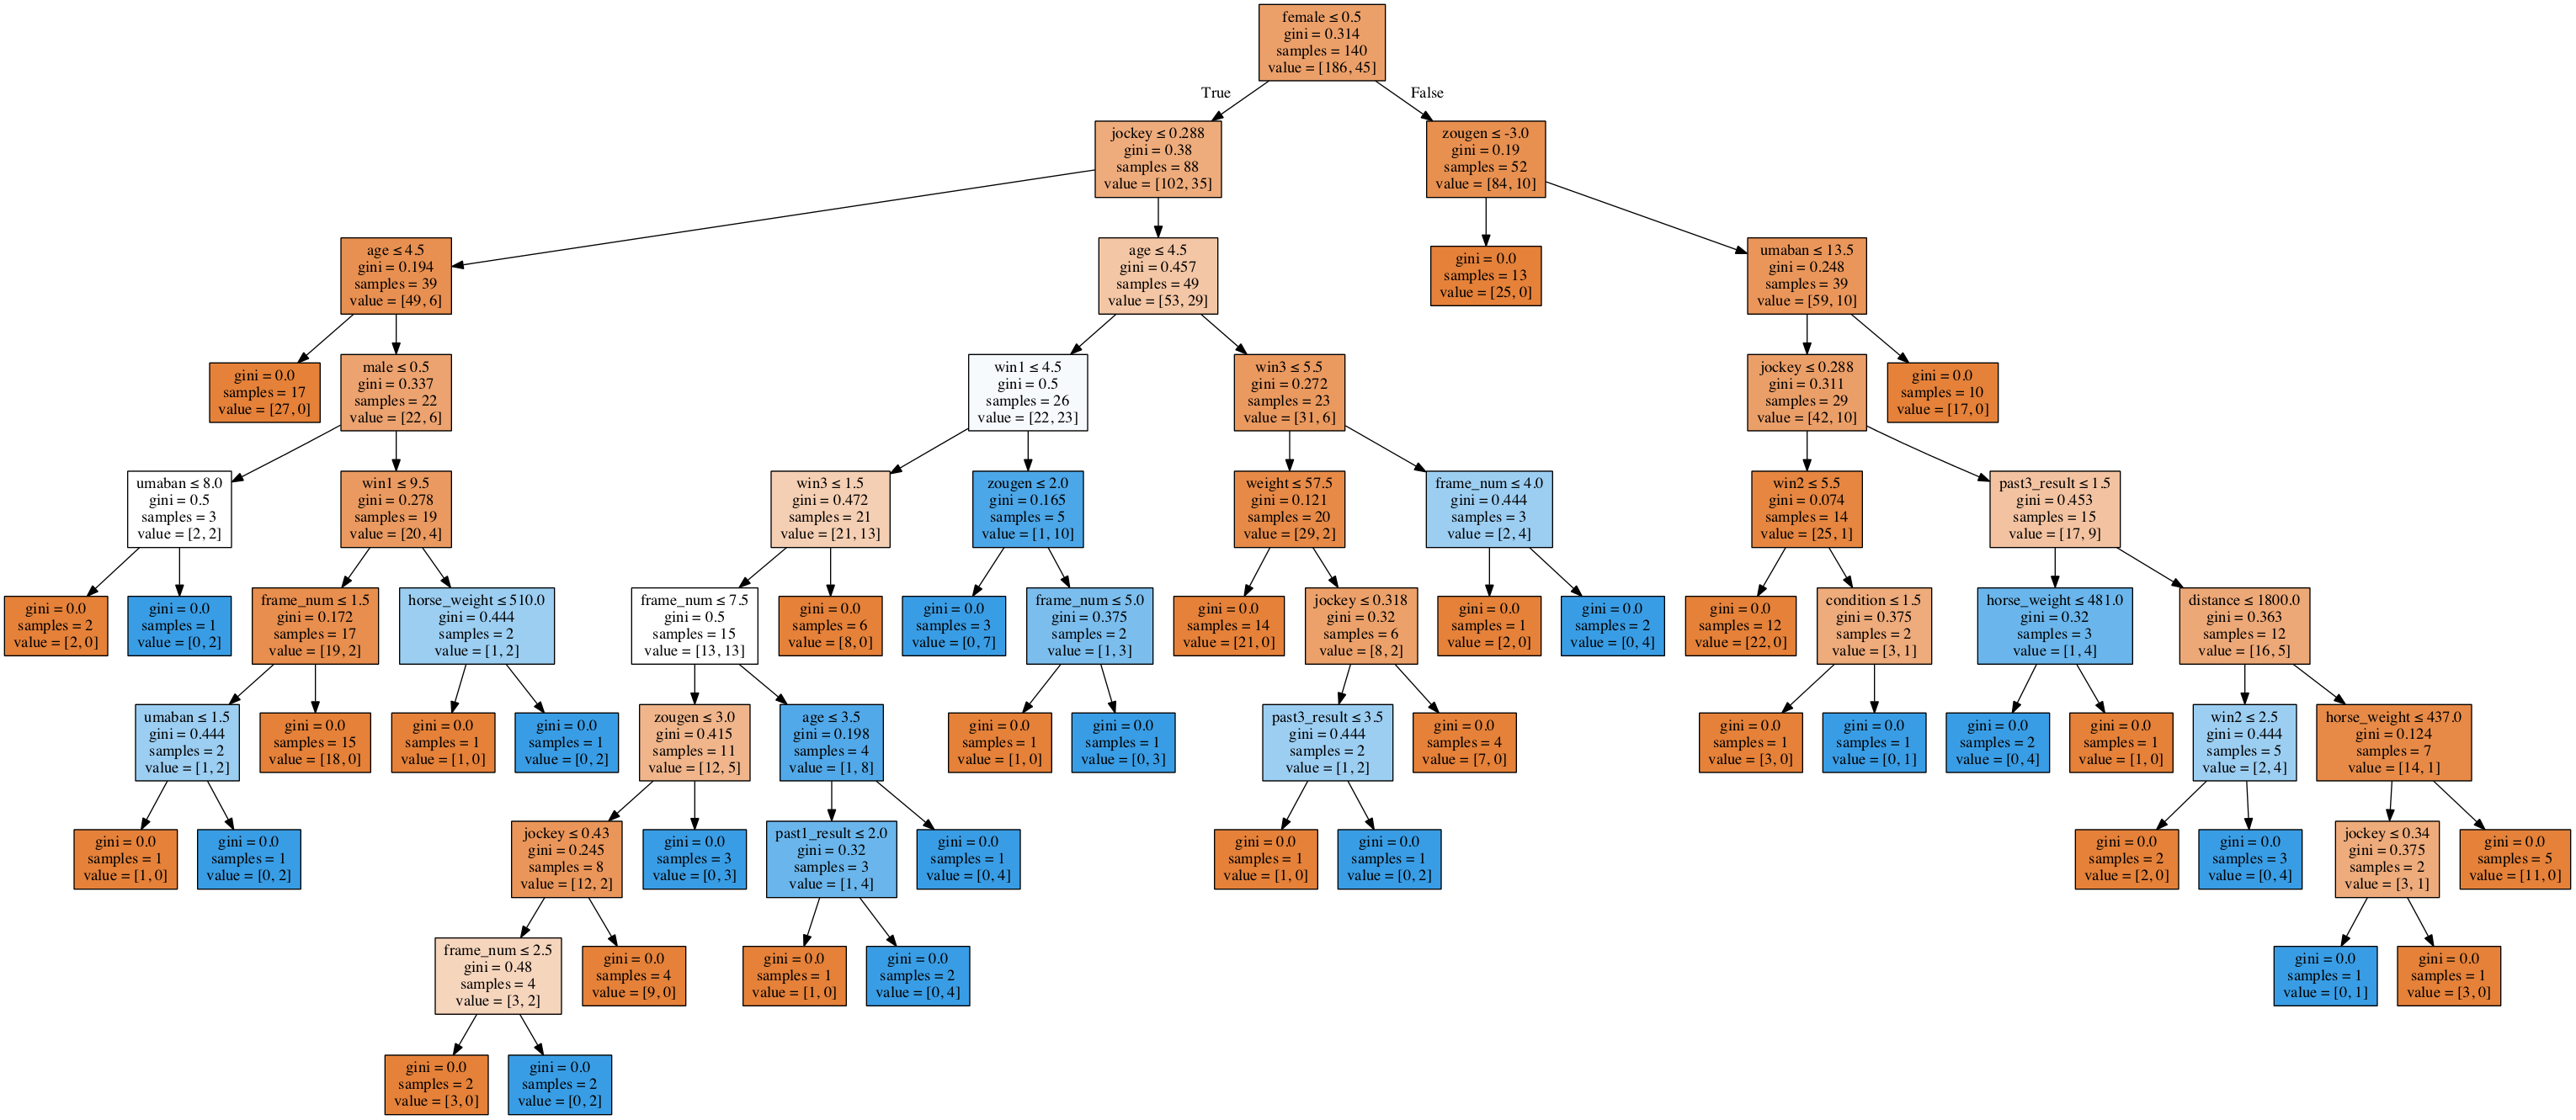 female ≤ 0.5
gini = 0.314
samples = 140
value = [186, 45]
True
False
jockey ≤ 0.288
gini = 0.38
samples = 88
value = [102, 35]
zougen ≤ -3.0
gini = 0.19
samples = 52
value = [84, 10]
age ≤ 4.5
gini = 0.194
samples = 39
value = [49, 6]
age ≤ 4.5
gini = 0.457
samples = 49
value = [53, 29]
gini = 0.0
samples = 13
value = [25, 0]
umaban ≤ 13.5
gini = 0.248
samples = 39
value = [59, 10]
gini = 0.0
samples = 17
value = [27, 0]
male ≤ 0.5
gini = 0.337
samples = 22
value = [22, 6]
win1 ≤ 4.5
gini = 0.5
samples = 26
value = [22, 23]
win3 ≤ 5.5
gini = 0.272
samples = 23
value = [31, 6]
jockey ≤ 0.288
gini = 0.311
samples = 29
value = [42, 10]
gini = 0.0
samples = 10
value = [17, 0]
umaban ≤ 8.0
gini = 0.5
samples = 3
value = [2, 2]
win1 ≤ 9.5
gini = 0.278
samples = 19
value = [20, 4]
win3 ≤ 1.5
gini = 0.472
samples = 21
value = [21, 13]
zougen ≤ 2.0
gini = 0.165
samples = 5
value = [1, 10]
weight ≤ 57.5
gini = 0.121
samples = 20
value = [29, 2]
frame_num ≤ 4.0
gini = 0.444
samples = 3
value = [2, 4]
win2 ≤ 5.5
gini = 0.074
samples = 14
value = [25, 1]
past3_result ≤ 1.5
gini = 0.453
samples = 15
value = [17, 9]
gini = 0.0
samples = 2
value = [2, 0]
gini = 0.0
samples = 1
value = [0, 2]
frame_num ≤ 1.5
gini = 0.172
samples = 17
value = [19, 2]
horse_weight ≤ 510.0
gini = 0.444
samples = 2
value = [1, 2]
frame_num ≤ 7.5
gini = 0.5
samples = 15
value = [13, 13]
gini = 0.0
samples = 6
value = [8, 0]
gini = 0.0
samples = 3
value = [0, 7]
frame_num ≤ 5.0
gini = 0.375
samples = 2
value = [1, 3]
gini = 0.0
samples = 14
value = [21, 0]
jockey ≤ 0.318
gini = 0.32
samples = 6
value = [8, 2]
gini = 0.0
samples = 1
value = [2, 0]
gini = 0.0
samples = 2
value = [0, 4]
gini = 0.0
samples = 12
value = [22, 0]
condition ≤ 1.5
gini = 0.375
samples = 2
value = [3, 1]
horse_weight ≤ 481.0
gini = 0.32
samples = 3
value = [1, 4]
distance ≤ 1800.0
gini = 0.363
samples = 12
value = [16, 5]
umaban ≤ 1.5
gini = 0.444
samples = 2
value = [1, 2]
gini = 0.0
samples = 15
value = [18, 0]
gini = 0.0
samples = 1
value = [1, 0]
gini = 0.0
samples = 1
value = [0, 2]
zougen ≤ 3.0
gini = 0.415
samples = 11
value = [12, 5]
age ≤ 3.5
gini = 0.198
samples = 4
value = [1, 8]
gini = 0.0
samples = 1
value = [1, 0]
gini = 0.0
samples = 1
value = [0, 3]
past3_result ≤ 3.5
gini = 0.444
samples = 2
value = [1, 2]
gini = 0.0
samples = 4
value = [7, 0]
gini = 0.0
samples = 1
value = [3, 0]
gini = 0.0
samples = 1
value = [0, 1]
gini = 0.0
samples = 2
value = [0, 4]
gini = 0.0
samples = 1
value = [1, 0]
win2 ≤ 2.5
gini = 0.444
samples = 5
value = [2, 4]
horse_weight ≤ 437.0
gini = 0.124
samples = 7
value = [14, 1]
gini = 0.0
samples = 1
value = [1, 0]
gini = 0.0
samples = 1
value = [0, 2]
jockey ≤ 0.43
gini = 0.245
samples = 8
value = [12, 2]
gini = 0.0
samples = 3
value = [0, 3]
past1_result ≤ 2.0
gini = 0.32
samples = 3
value = [1, 4]
gini = 0.0
samples = 1
value = [0, 4]
gini = 0.0
samples = 1
value = [1, 0]
gini = 0.0
samples = 1
value = [0, 2]
gini = 0.0
samples = 2
value = [2, 0]
gini = 0.0
samples = 3
value = [0, 4]
jockey ≤ 0.34
gini = 0.375
samples = 2
value = [3, 1]
gini = 0.0
samples = 5
value = [11, 0]
frame_num ≤ 2.5
gini = 0.48
samples = 4
value = [3, 2]
gini = 0.0
samples = 4
value = [9, 0]
gini = 0.0
samples = 1
value = [1, 0]
gini = 0.0
samples = 2
value = [0, 4]
gini = 0.0
samples = 1
value = [0, 1]
gini = 0.0
samples = 1
value = [3, 0]
gini = 0.0
samples = 2
value = [3, 0]
gini = 0.0
samples = 2
value = [0, 2]